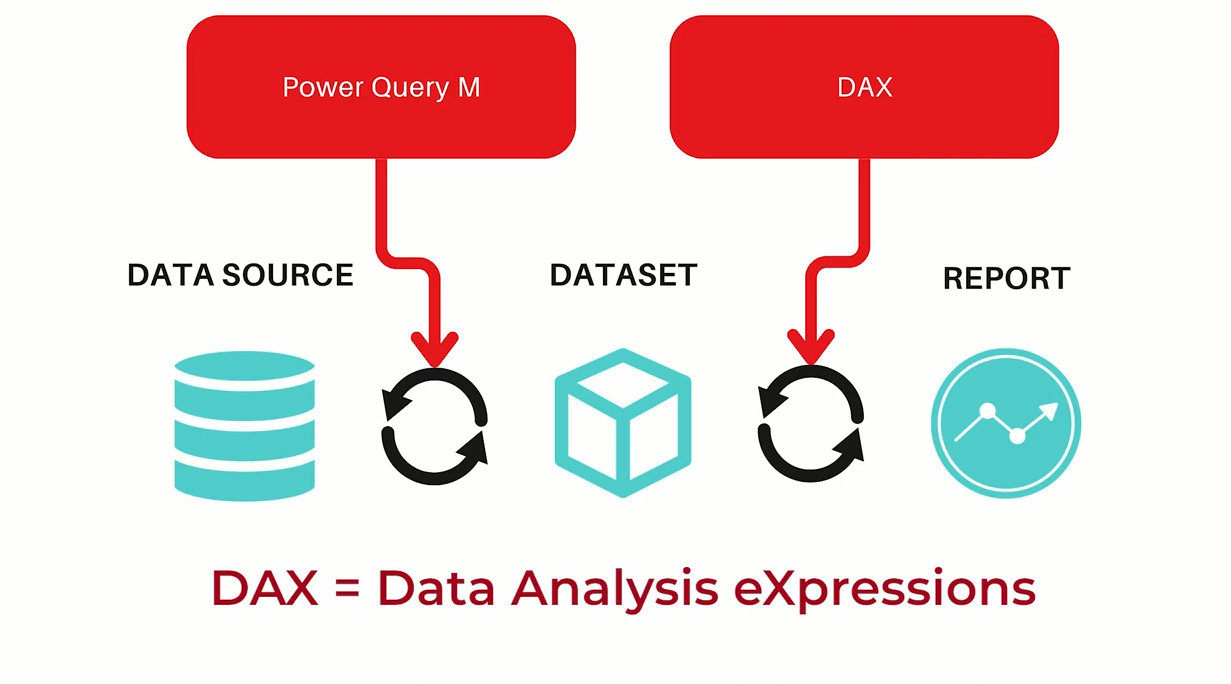 Power Query M
DAX
DATA SOURCE
DATASET
REPORT
DAX = Data Analysis eXpressions